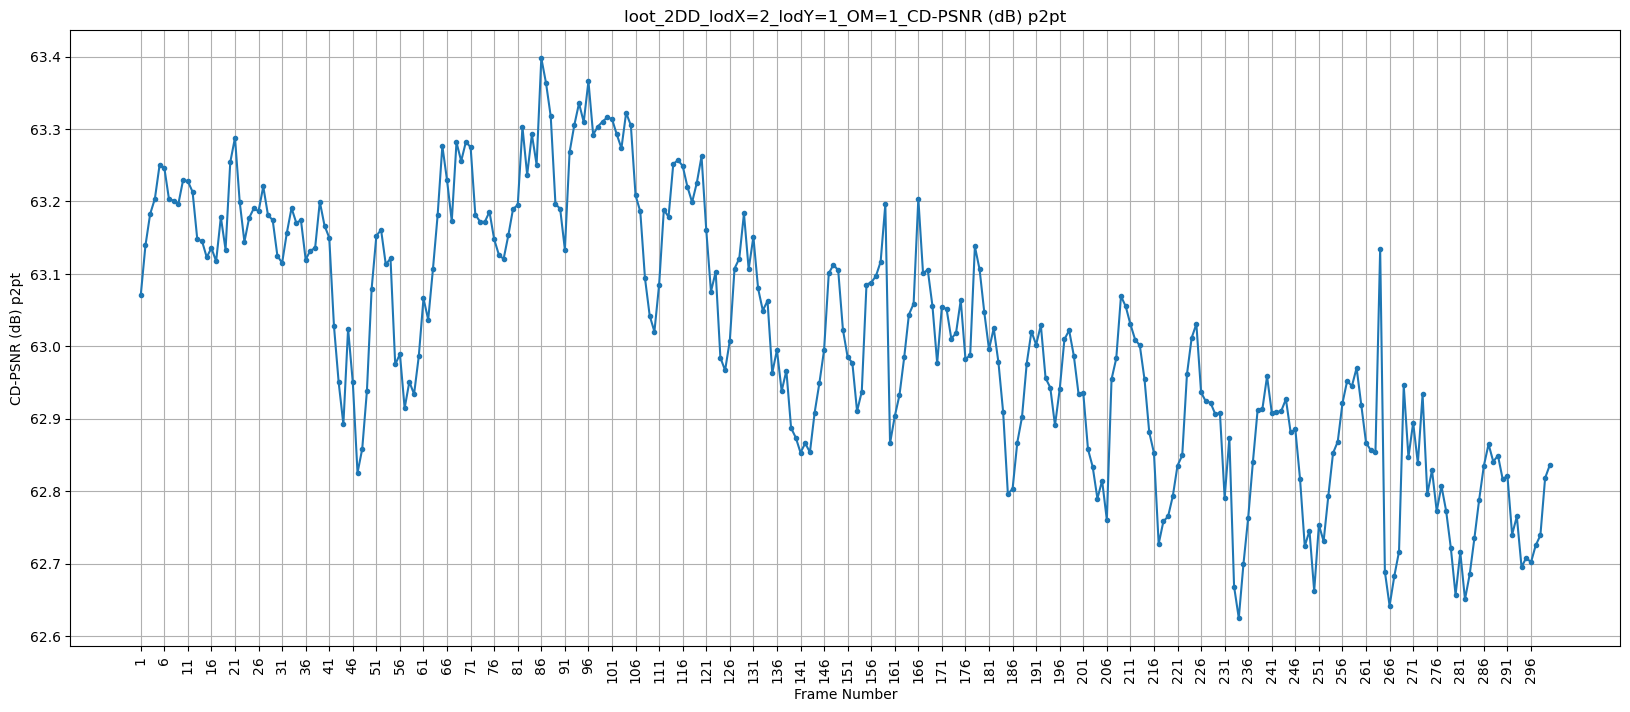 loot_2DD_lodX=2_lodY=1_OM=1_CD-PSNR (dB) p2pt
CD-PSNR (dB) p2pt
63.4
63.3
63.2
63.1
63.0
62.9
62.8
62.7
62.6
1 6 11 16 21 26 31 36 41 46 51 56 61 66 71 76 81 86 91 96 101 106 111 116 121 126 131 136 141 146 151 156 161 166 171 176 181 186 191 196 201 206 211 216 221 226 231 236 241 246 251 256 261 266 271 276 281 286 291 296
Frame Number